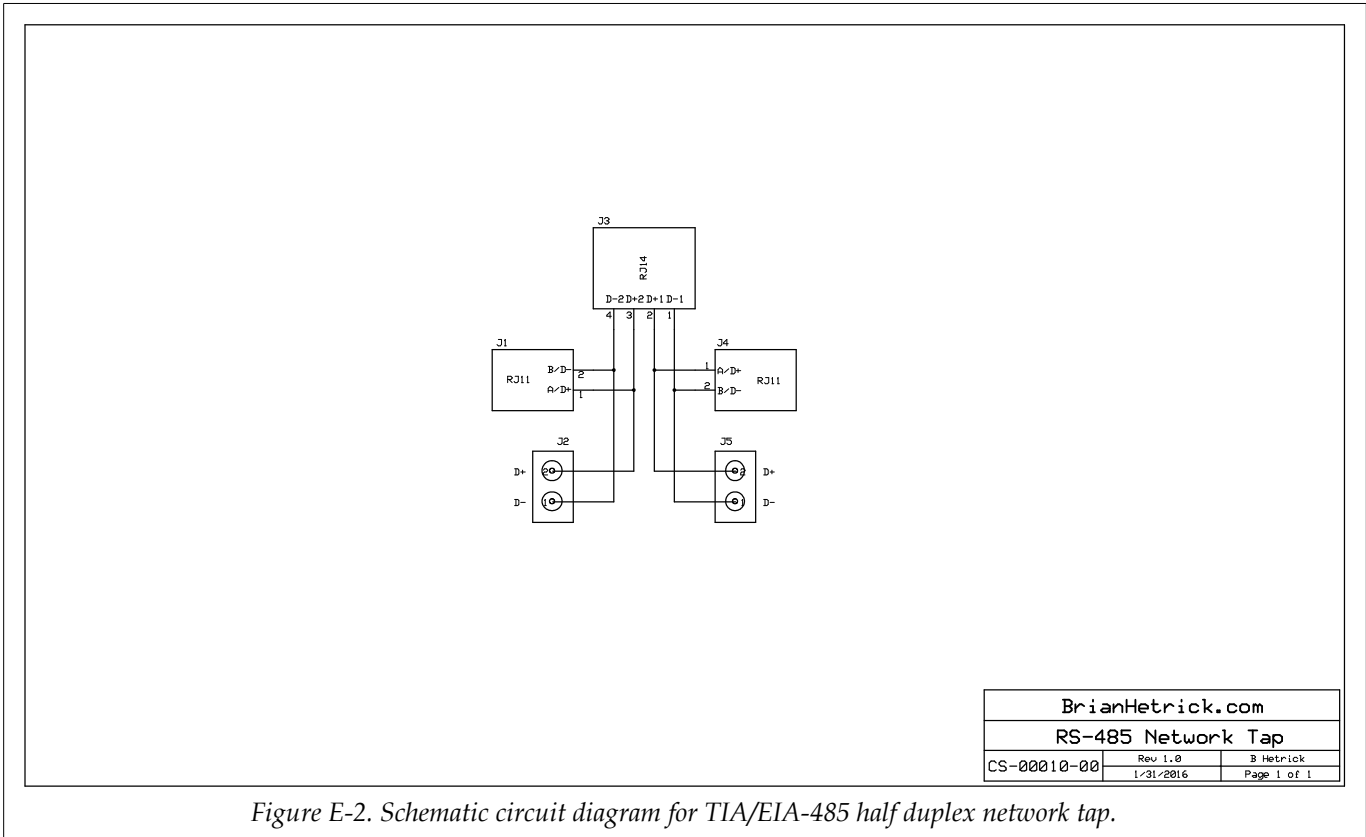 J3
RJ14
D-2 D+2 D+1 D-1
4 3 2 1
J1
RJ11
B/D-
2
A/D+
1
J4
1
A/D+
2
B/D-
RJ11
J2
D+
2
D-
1
J5
2
D+
1
D-
BrianHetrick.com
RS-485 Network Tap
CS-00010-00
Rev 1.0
B Hetrick
1/31/2016
Page 1 of 1
Figure E-2. Schematic circuit diagram for TIA/EIA-485 half duplex network tap.